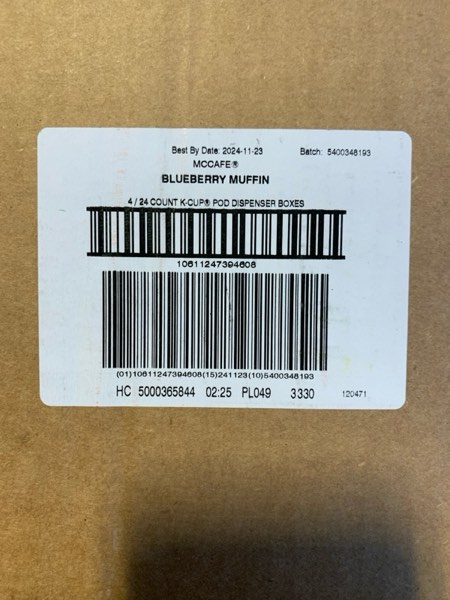 Best By Date: 2024-11-23 Batch: 5400348193
MCCAFE®
BLUEBERRY MUFFIN
4 / 24 COUNT K-CUP® POD DISPENSER BOXES
10611247394608
(01)10611247394608(15)241123(10)5400348193
HC 5000365844 02:25 PL049 3330 120471